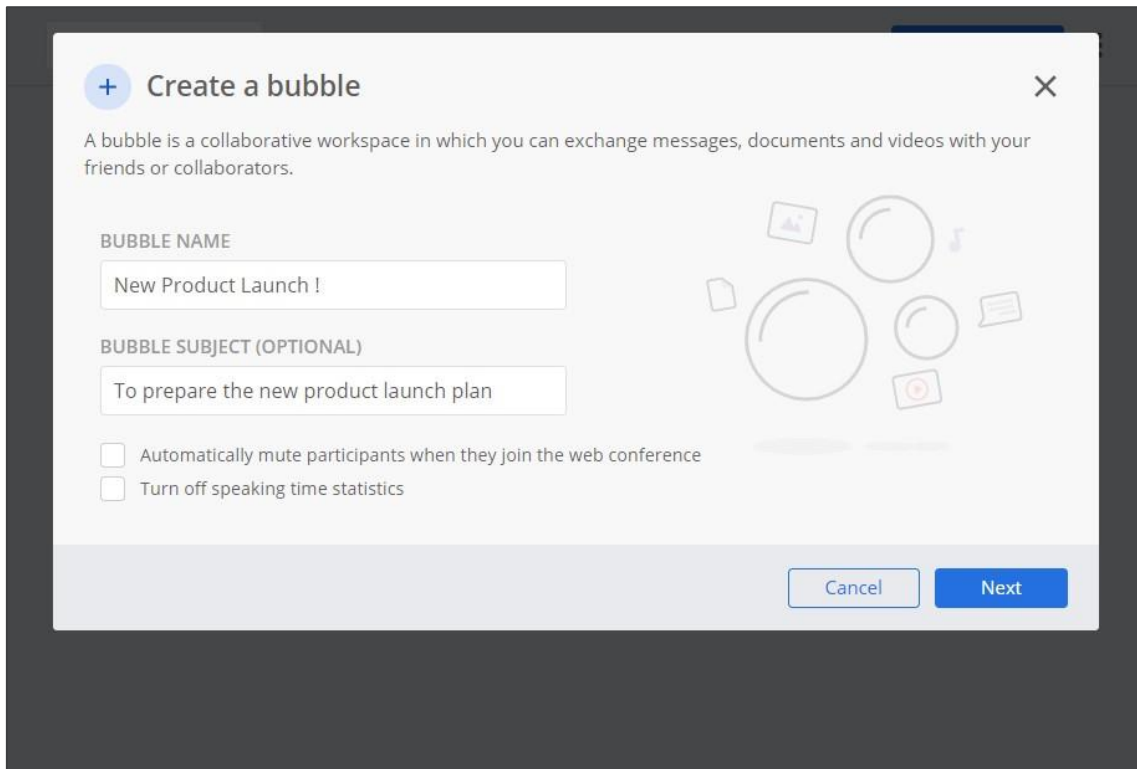 Create a bubble
A bubble is a collaborative workspace in which you can exchange messages, documents and videos with your
friends or collaborators.
BUBBLE NAME
New Product Launch !
BUBBLE SUBJECT (OPTIONAL)
To prepare the new product launch plan
Automatically mute participants when they join the web conference
Turn off speaking time statistics
Cancel
Next